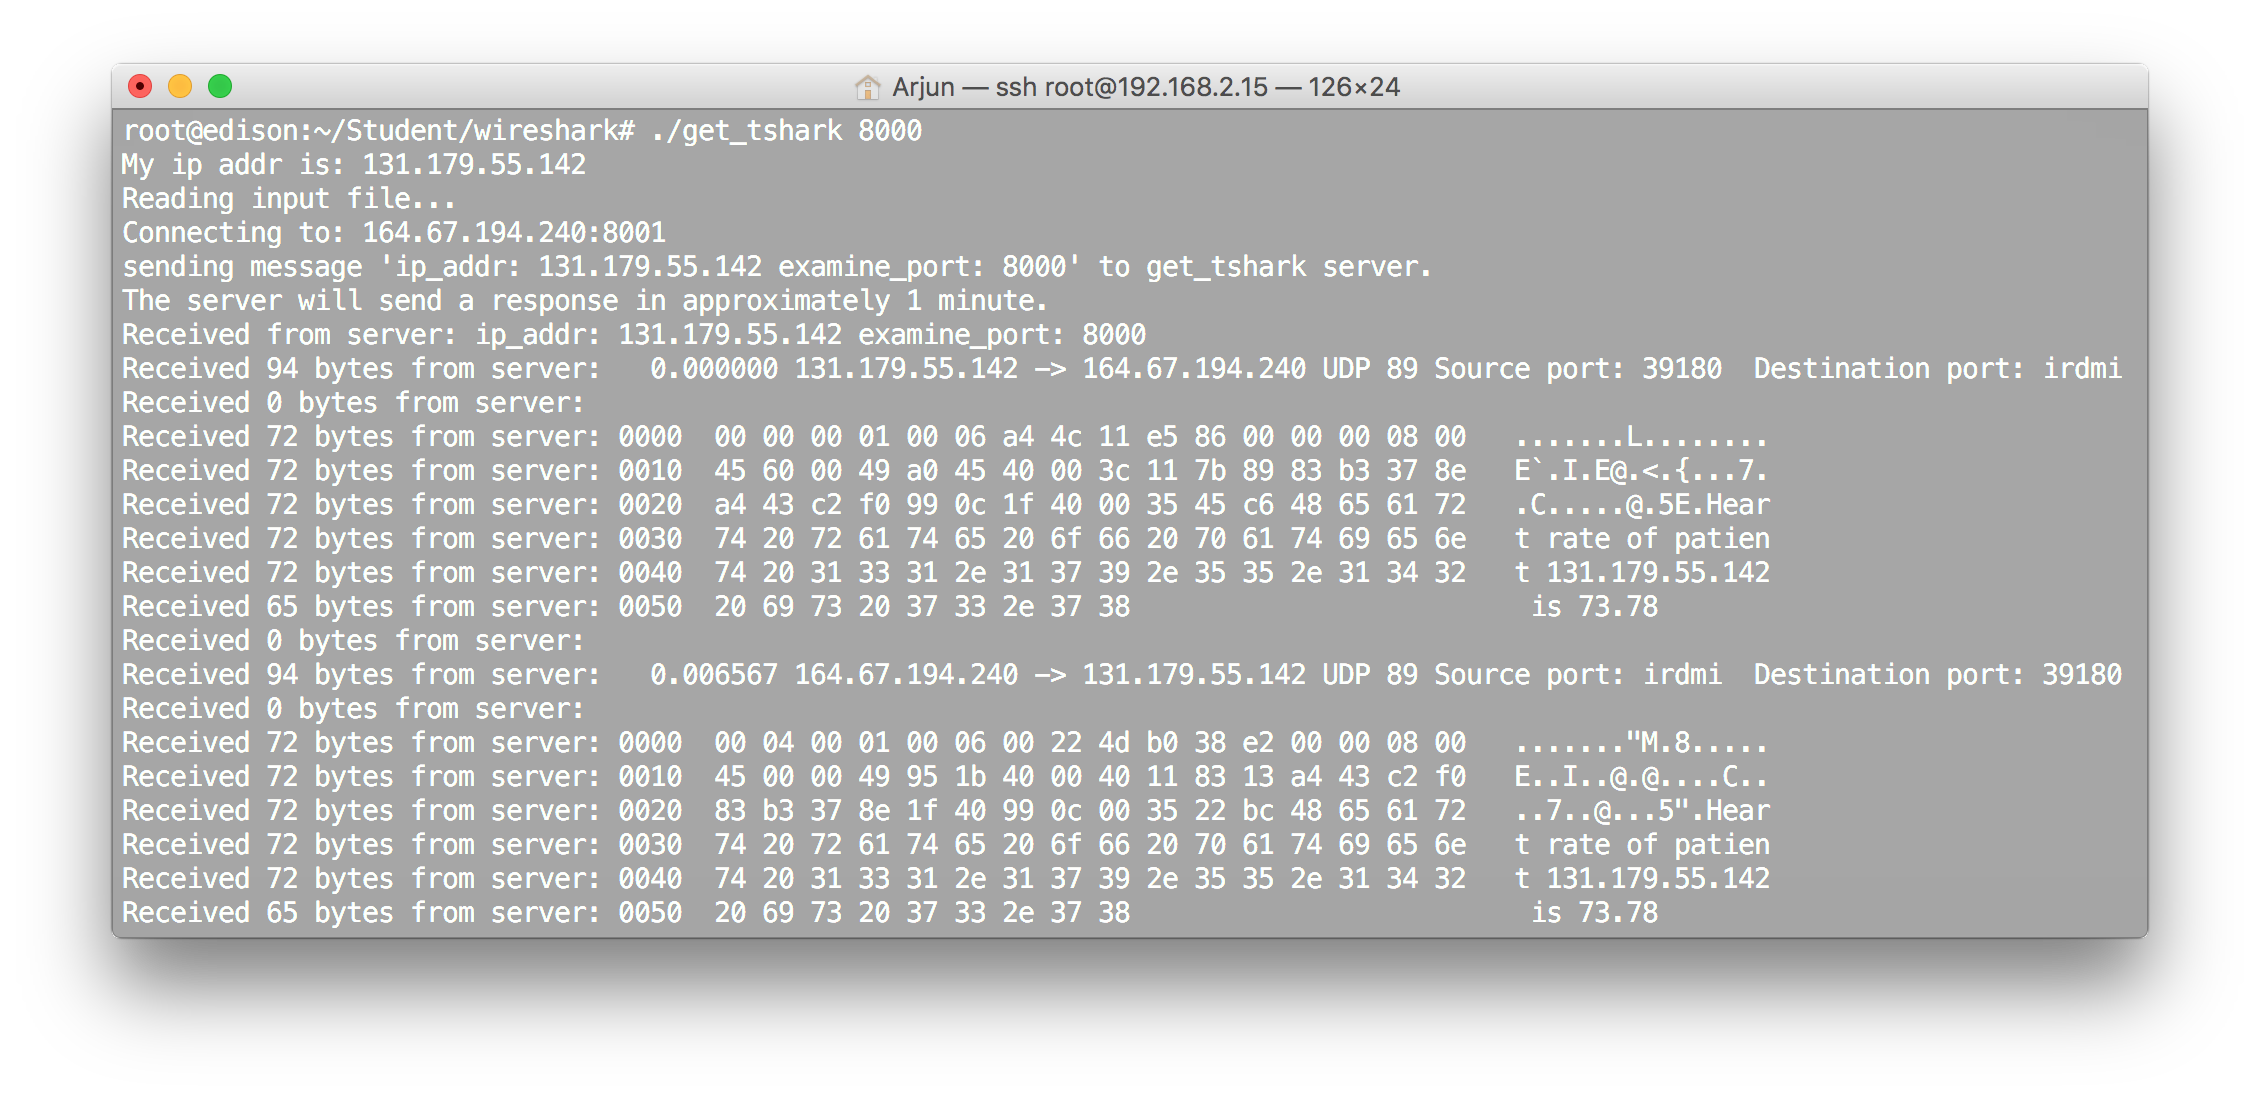 Arjun — ssh root@192.168.2.15 — 126×24
root@edison:~/Student/wireshark# ./get_tshark 8000
My ip addr is: 131.179.55.142
Reading input file...
Connecting to: 164.67.194.240:8001
sending message 'ip_addr: 131.179.55.142 examine_port: 8000' to get_tshark server.
The server will send a response in approximately 1 minute.
Received from server: ip_addr: 131.179.55.142 examine_port: 8000
Received 94 bytes from server:   0.000000 131.179.55.142 -> 164.67.194.240 UDP 89 Source port: 39180  Destination port: irdmi
Received 0 bytes from server:
Received 72 bytes from server: 0000  00 00 00 01 00 06 a4 4c 11 e5 86 00 00 00 08 00   .......L........
Received 72 bytes from server: 0010  45 60 00 49 a0 45 40 00 3c 11 7b 89 83 b3 37 8e   E`.I.E@.<.{...7.
Received 72 bytes from server: 0020  a4 43 c2 f0 99 0c 1f 40 00 35 45 c6 48 65 61 72   .C.....@.5E.Hear
Received 72 bytes from server: 0030  74 20 72 61 74 65 20 6f 66 20 70 61 74 69 65 6e   t rate of patien
Received 72 bytes from server: 0040  74 20 31 33 31 2e 31 37 39 2e 35 35 2e 31 34 32   t 131.179.55.142
Received 65 bytes from server: 0050  20 69 73 20 37 33 2e 37 38                         is 73.78
Received 0 bytes from server:
Received 94 bytes from server:   0.006567 164.67.194.240 -> 131.179.55.142 UDP 89 Source port: irdmi  Destination port: 39180
Received 0 bytes from server:
Received 72 bytes from server: 0000  00 04 00 01 00 06 00 22 4d b0 38 e2 00 00 08 00   ......."M.8.....
Received 72 bytes from server: 0010  45 00 00 49 95 1b 40 00 40 11 83 13 a4 43 c2 f0   E..I..@.@....C..
Received 72 bytes from server: 0020  83 b3 37 8e 1f 40 99 0c 00 35 22 bc 48 65 61 72   ..7..@...5".Hear
Received 72 bytes from server: 0030  74 20 72 61 74 65 20 6f 66 20 70 61 74 69 65 6e   t rate of patien
Received 72 bytes from server: 0040  74 20 31 33 31 2e 31 37 39 2e 35 35 2e 31 34 32   t 131.179.55.142
Received 65 bytes from server: 0050  20 69 73 20 37 33 2e 37 38                         is 73.78